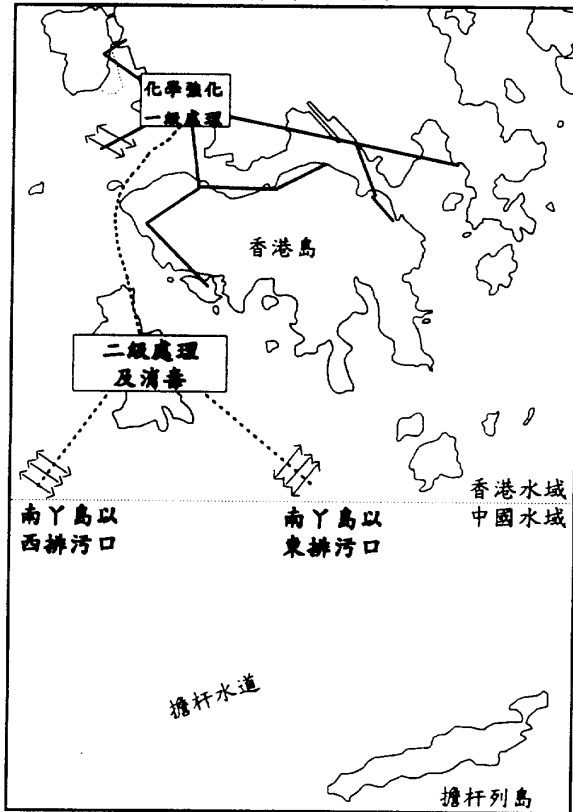 化學強化
一級處理
香港島
二級處理
及消毒
香港水域
中國水域
南丫島以
西排污口
南丫島以
東排污口
擔杆水道
擔杆列島